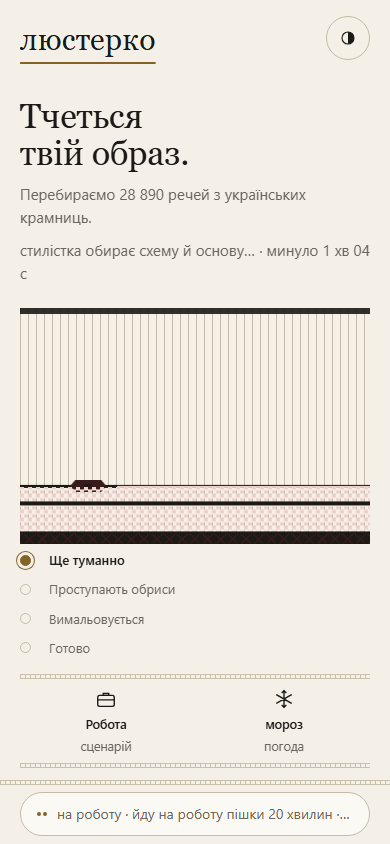 люстерко
Тчеться
твій образ.
Перебираємо 28 890 речей з українських
крамниць.
стилістка обирає схему й основу... · минуло 1 хв 04
с
Ще туманно
Проступають обриси
Вимальовується
Готово
Робота
мороз
сценарій
погода
на роботу · йду на роботу пішки 20 хвилин ·...